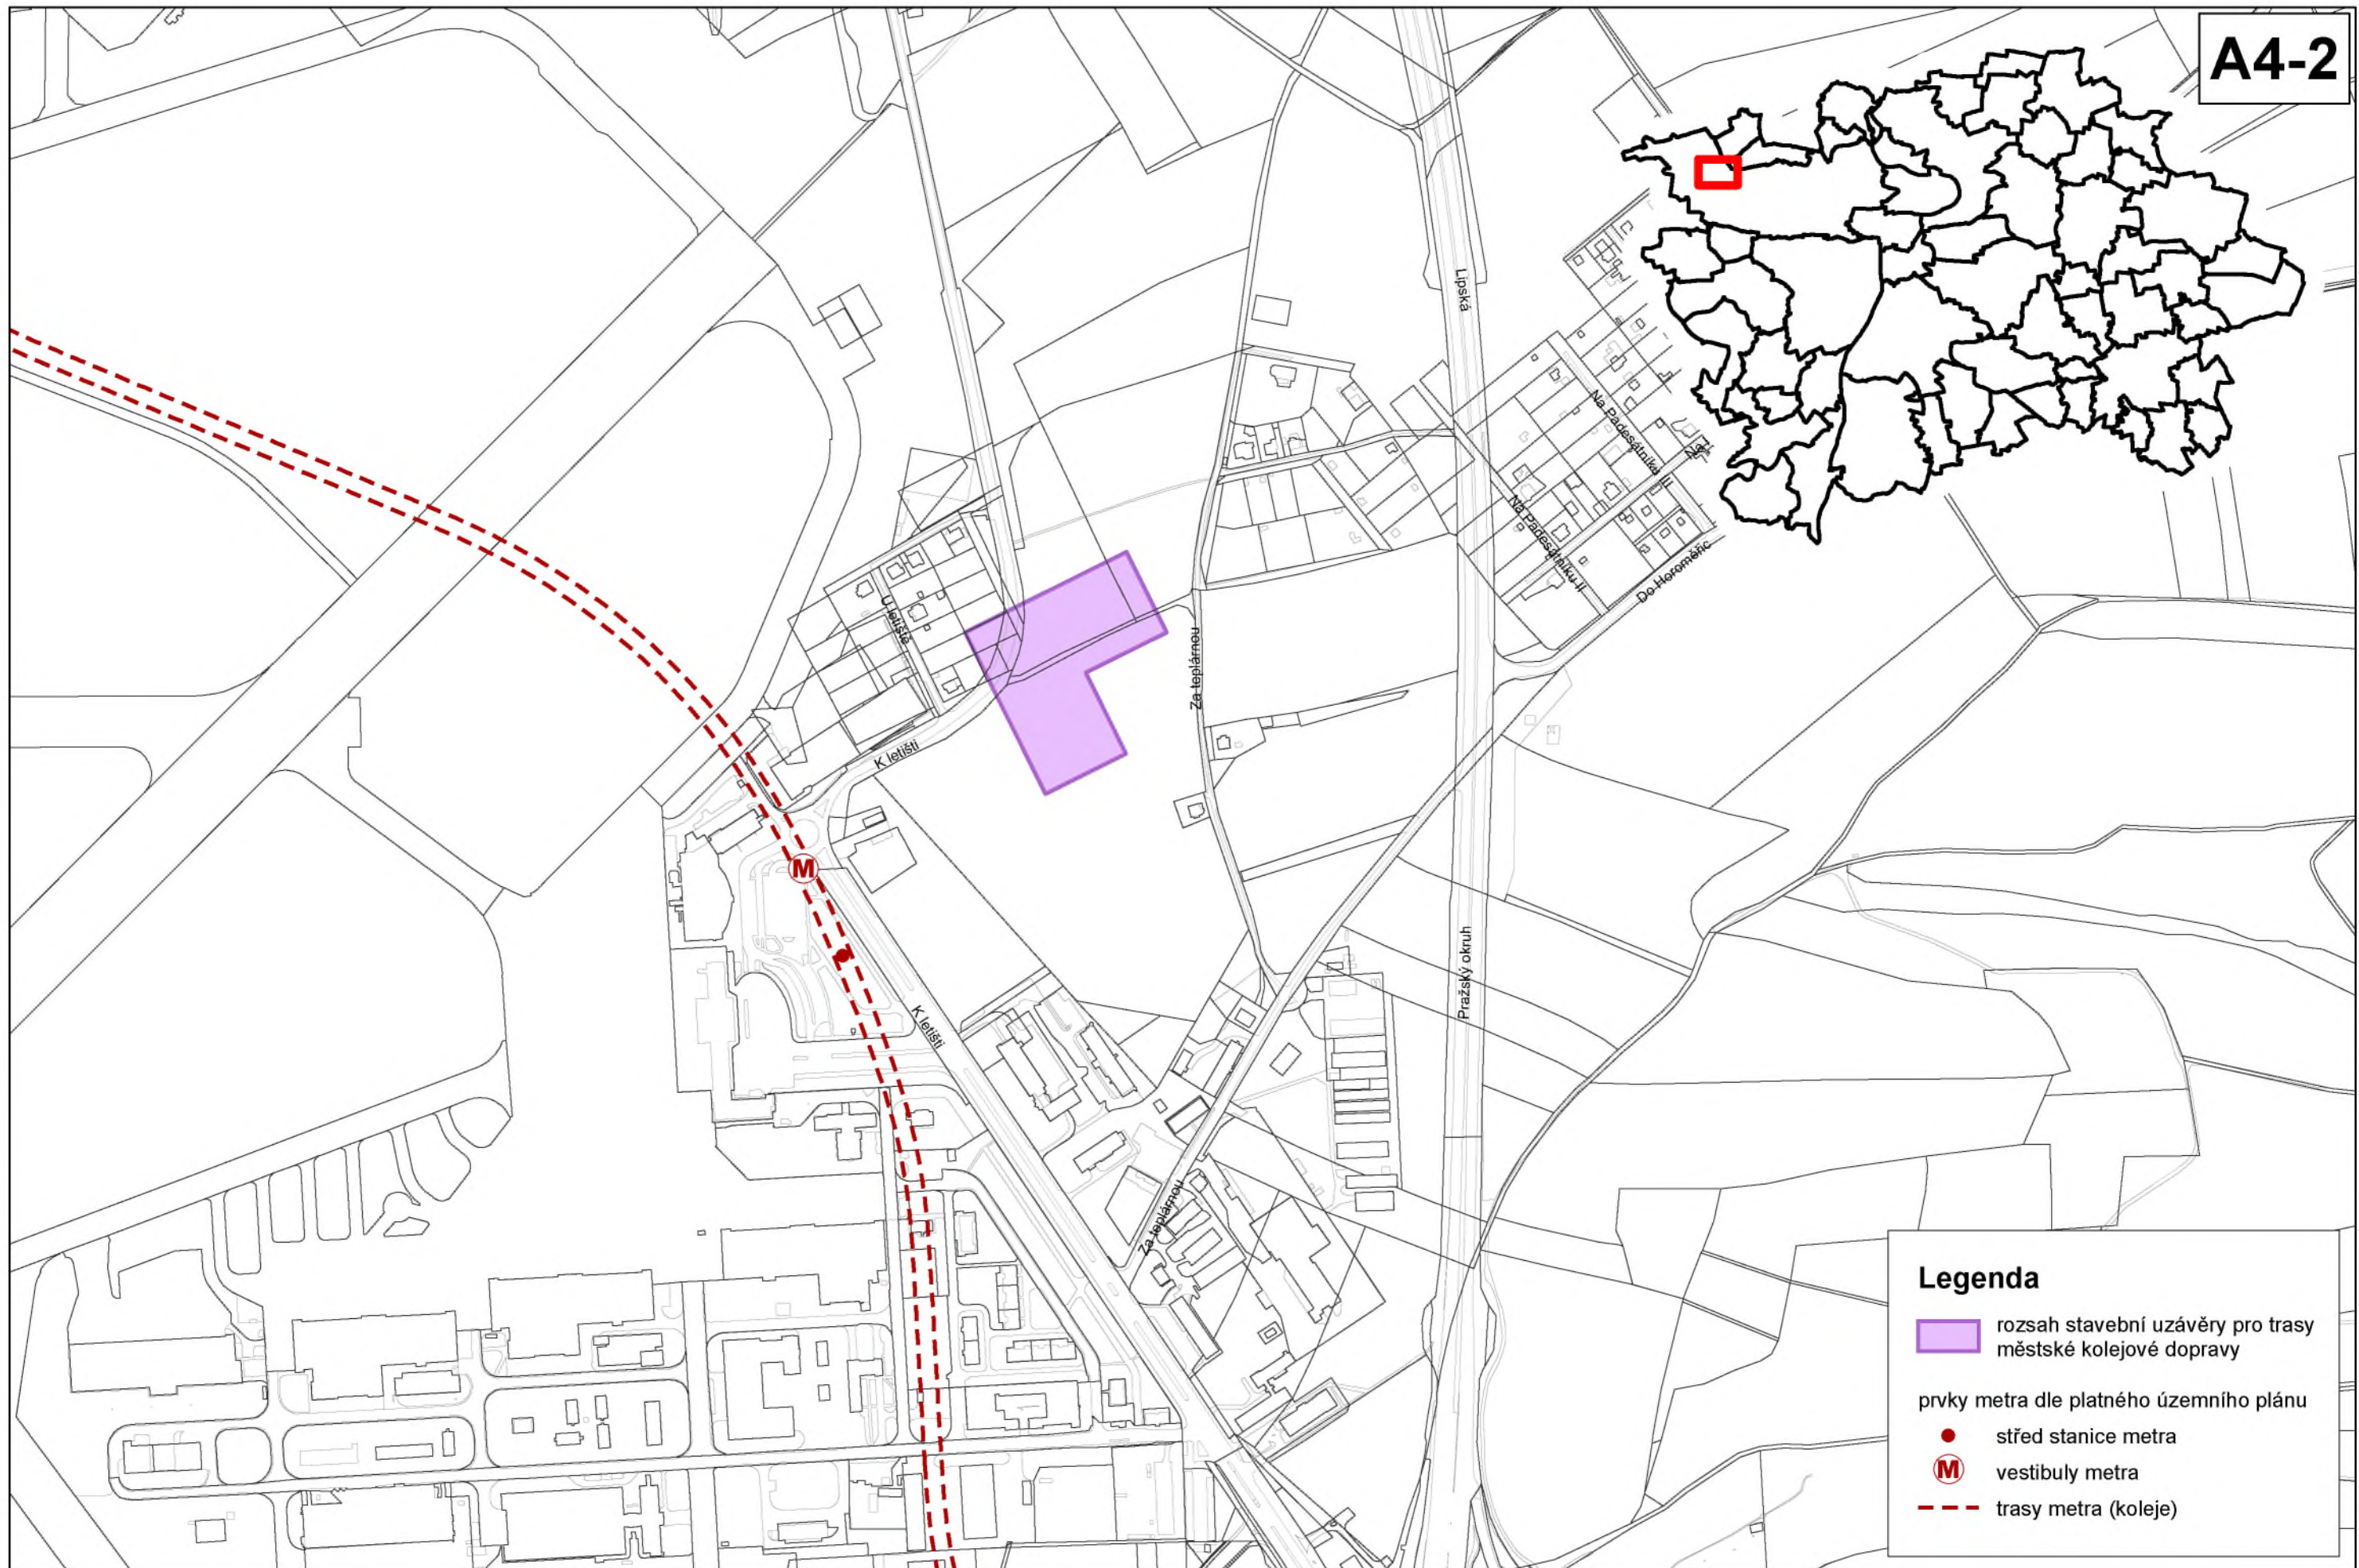 A4-2
Lipská
Na Padesátníku III
Na
Na Padesátníku II
Do Horoměřic
U letiště
Za teplárnou
K letišti
M
Pražský okruh
K letišti
Za teplárnou
Legenda
rozsah stavební uzávěry pro trasy
městské kolejové dopravy
prvky metra dle platného územního plánu
střed stanice metra
M
vestibuly metra
trasy metra (koleje)